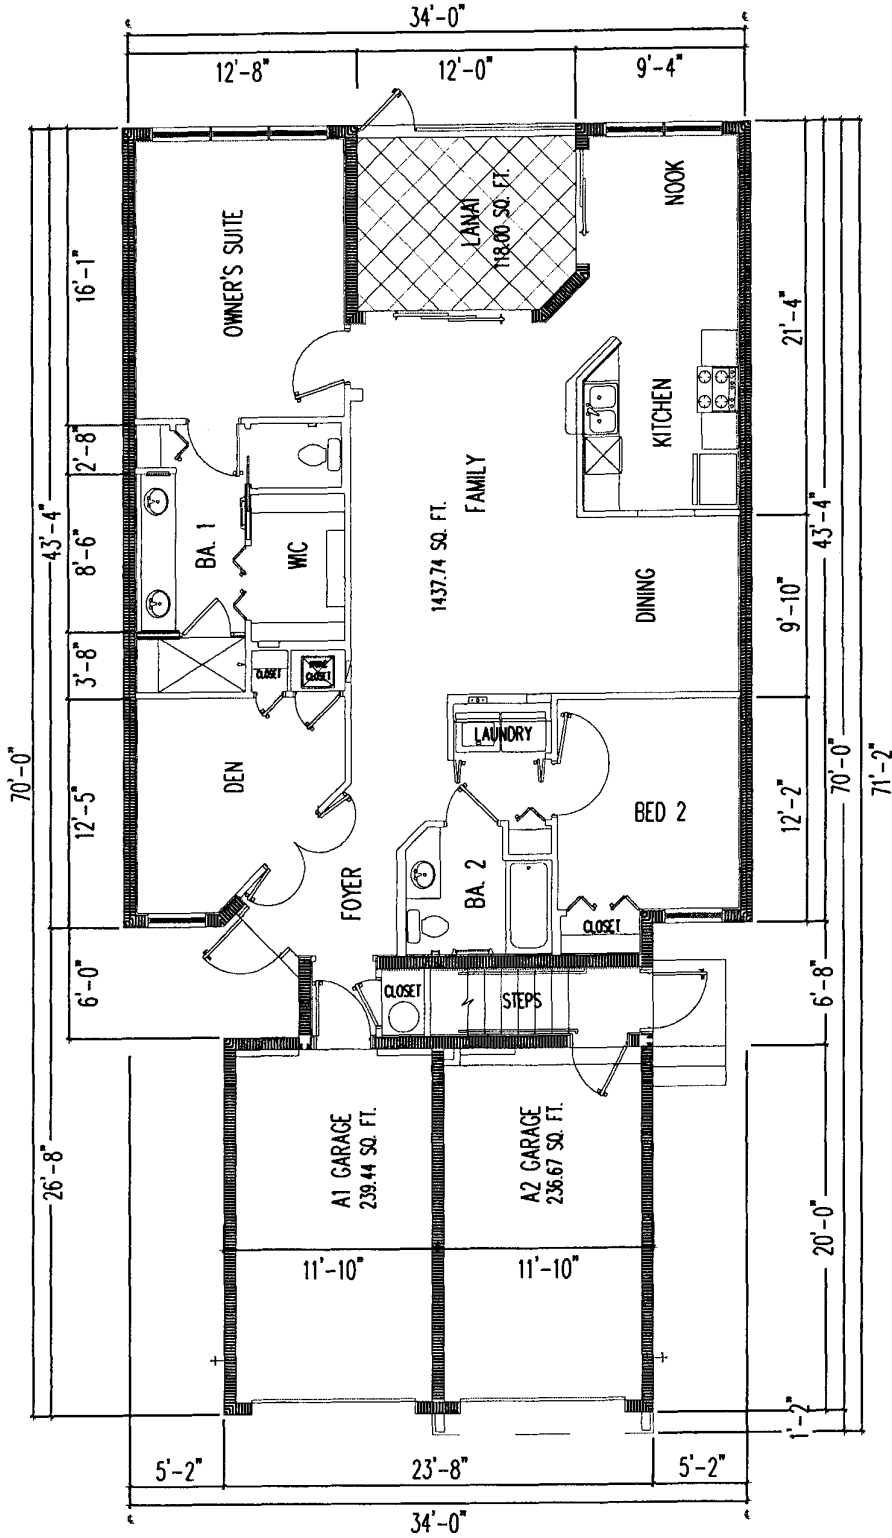 34'-0"
12'-8"
12'-0"
9'-4"
OWNER'S SUITE
LANAI
118.00 SQ. FT.
NOOK
16'-1"
21'-4"
KITCHEN
FAMILY
1437.74 SQ. FT.
2'-8"
43'-4"
8'-6"
BA. 1
WIC
43'-4"
9'-10"
DINING
3'-8"
CLOSET
CLOSET
70'-0"
DEN
12'-5"
LAUNDRY
BED 2
12'-2"
70'-0"
71'-2"
FOYER
BA. 2
CLOSET
6'-0"
CLOSET
STEPS
6'-8"
26'-8"
A1 GARAGE
239.44 SQ. FT.
A2 GARAGE
236.67 SQ. FT.
20'-0"
11'-10"
11'-10"
1'-2"
5'-2"
23'-8"
5'-2"
34'-0"